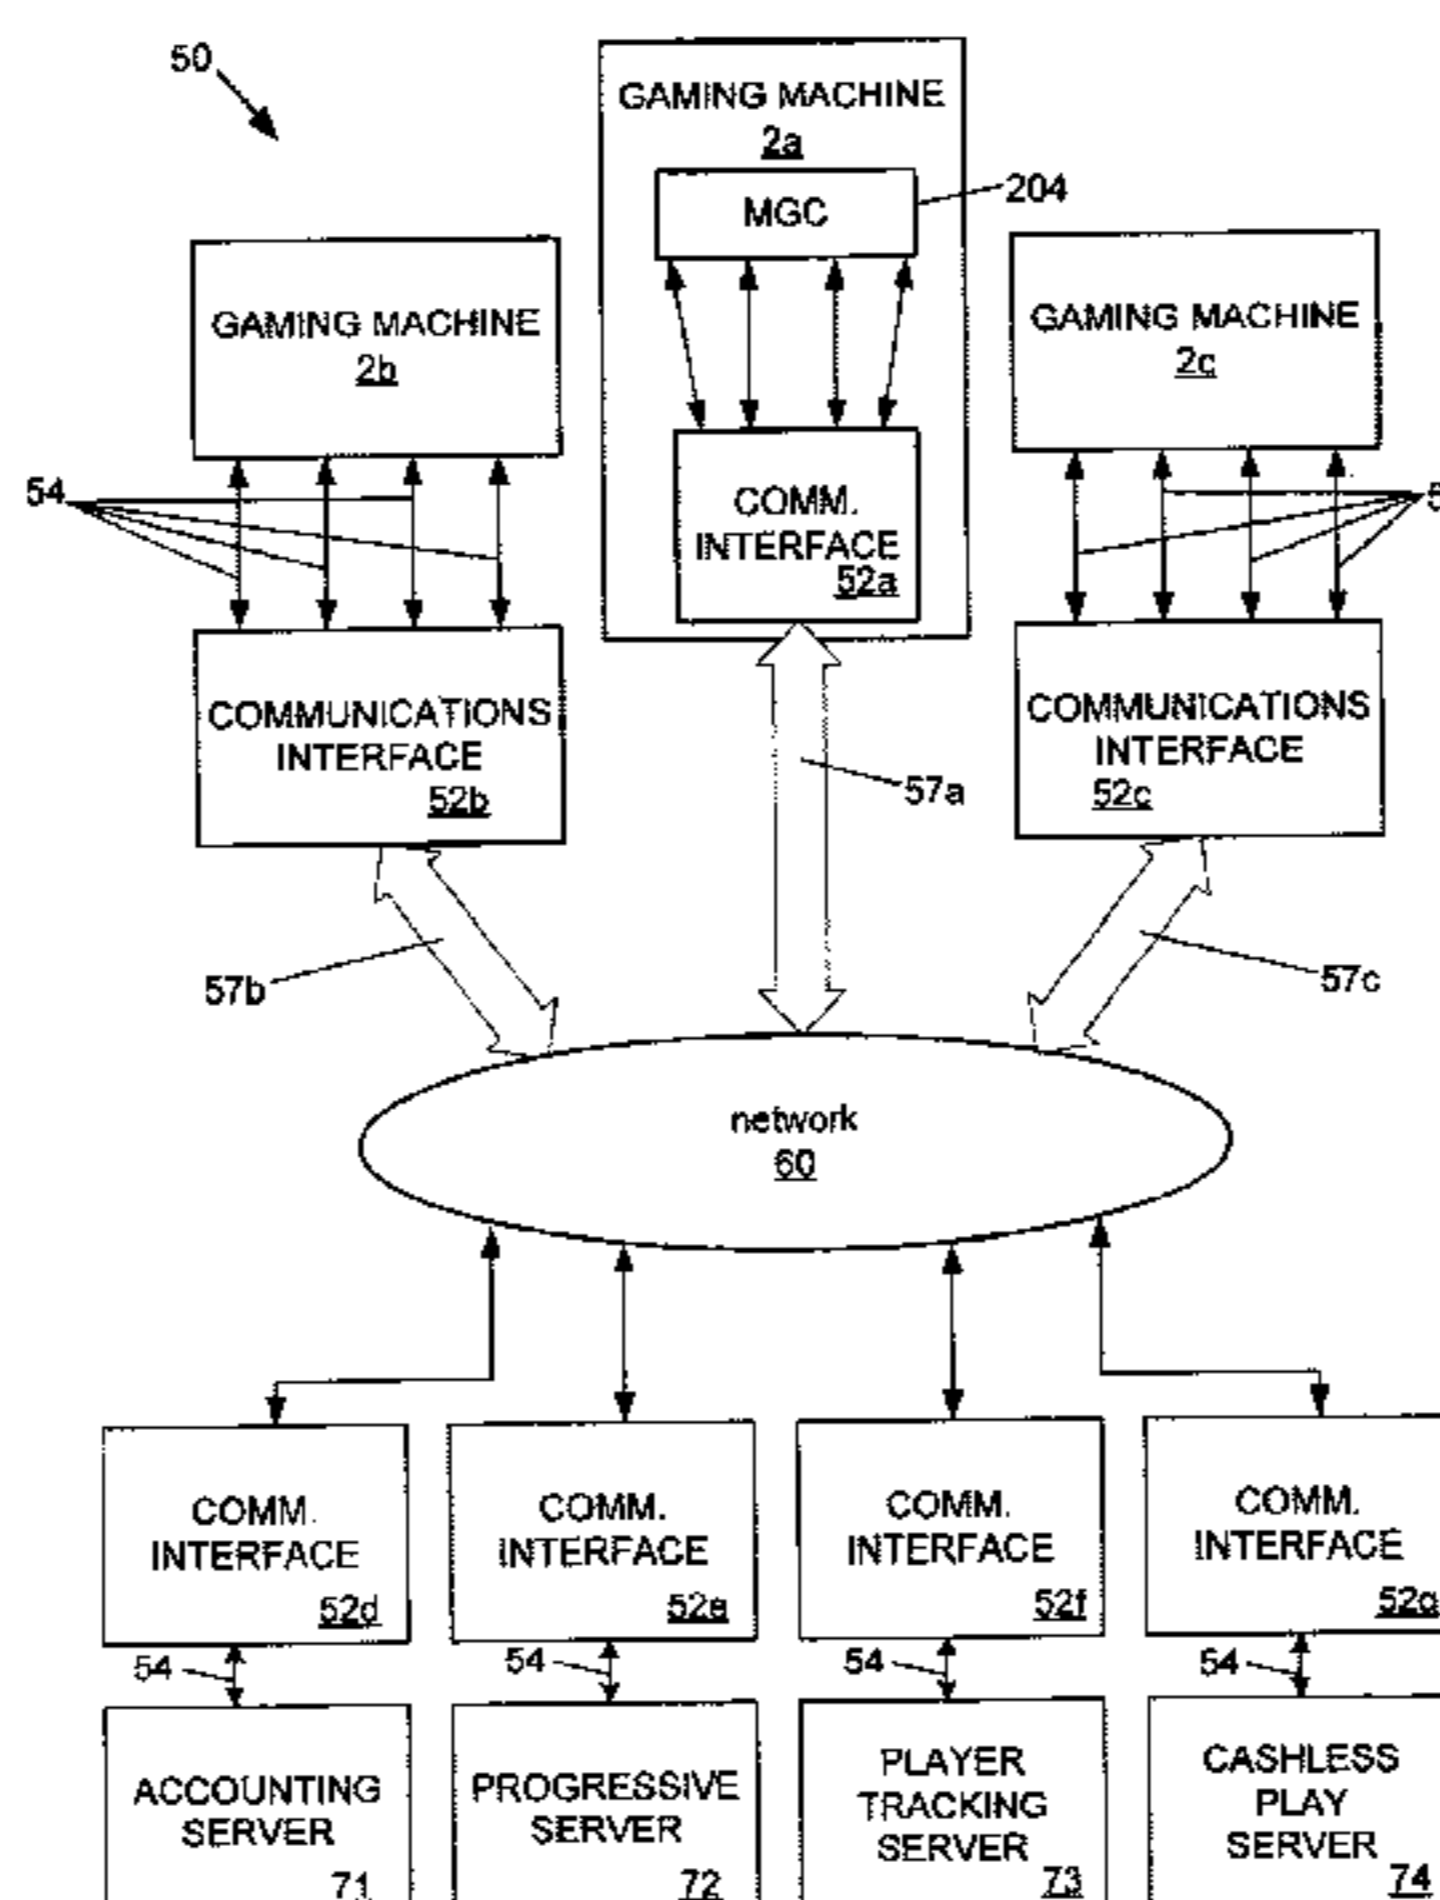 50
GAMING MACHINE
2a
MGC
204
GAMING MACHINE
2b
GAMING MACHINE
2c
54
COMM.
INTERFACE
52a
COMMUNICATIONS
INTERFACE
52b
COMMUNICATIONS
INTERFACE
52c
57a
57b
57c
network
60
COMM.
INTERFACE
52d
COMM.
INTERFACE
52e
COMM.
INTERFACE
52f
COMM.
INTERFACE
54
54
54
54
ACCOUNTING
SERVER
71
PROGRESSIVE
SERVER
72
PLAYER
TRACKING
SERVER
73
CASHLESS
PLAY
SERVER
74